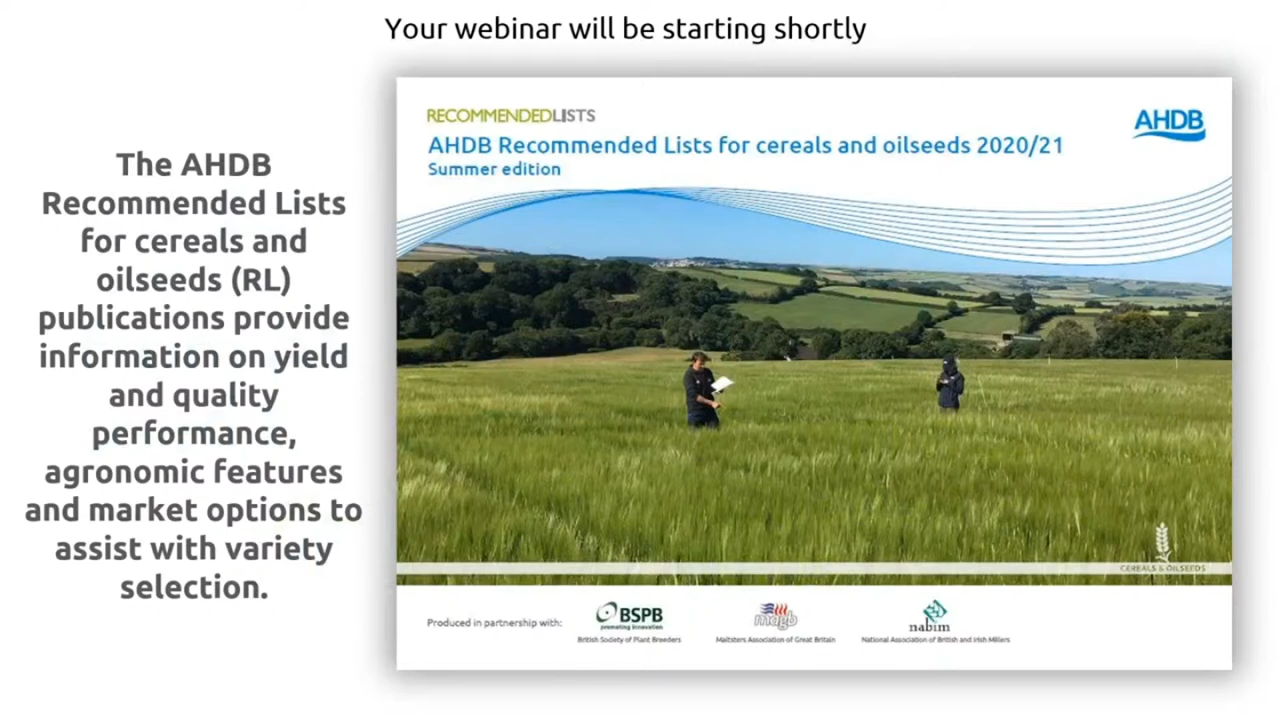 Your webinar will be starting shortly
The AHDB
Recommended Lists
for cereals and
oilseeds (RL)
publications provide
information on yield
and quality
performance,
agronomic features
and market options to
assist with variety
selection.
RECOMMENDEDLISTS
AHDB
AHDB Recommended Lists for cereals and oilseeds 2020/21
Summer edition
CEREALS & OILSEEDS
Produced in partnership with:
BSPB
promoting innovation
British Society of Plant Breeders
magb
Maltsters Association of Great Britain
nabim
National Association of British and Irish Millers